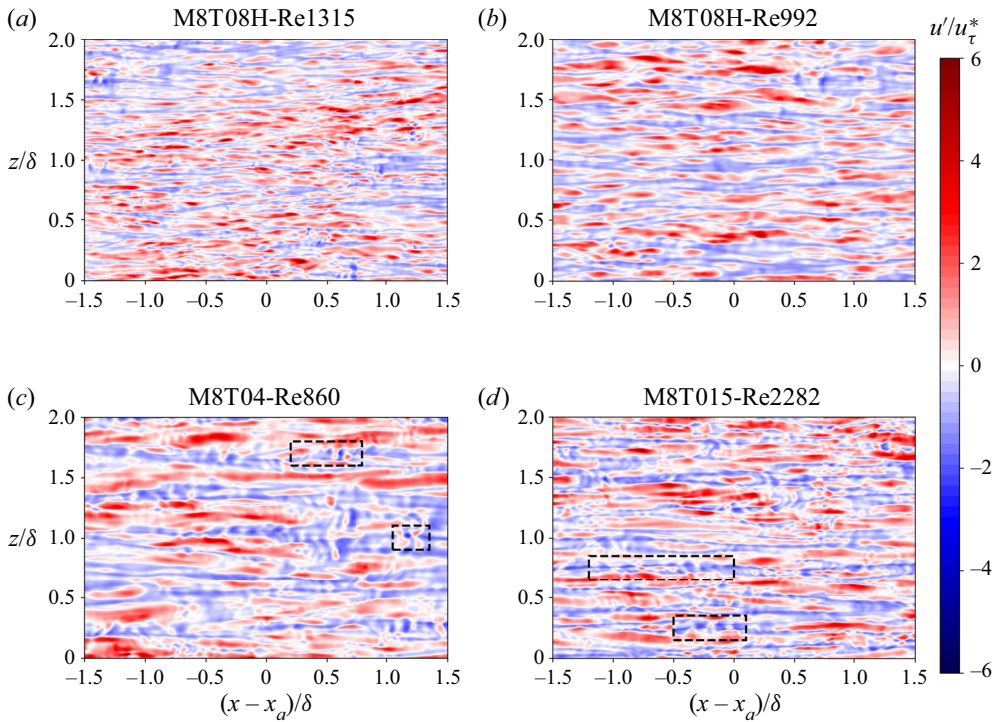 (a) M8T08H-Re1315
(b) M8T08H-Re992
u′/u*τ
2.0
1.5
z/δ 1.0
0.5
0
–1.5 –1.0 –0.5 0 0.5 1.0 1.5
2.0
1.5
1.0
0.5
0
–1.5 –1.0 –0.5 0 0.5 1.0 1.5
6
4
2
0
–2
–4
–6
(c) M8T04-Re860
(d) M8T015-Re2282
2.0
1.5
z/δ 1.0
0.5
0
–1.5 –1.0 –0.5 0 0.5 1.0 1.5
(x – xa)/δ
2.0
1.5
1.0
0.5
0
–1.5 –1.0 –0.5 0 0.5 1.0 1.5
(x – xa)/δ